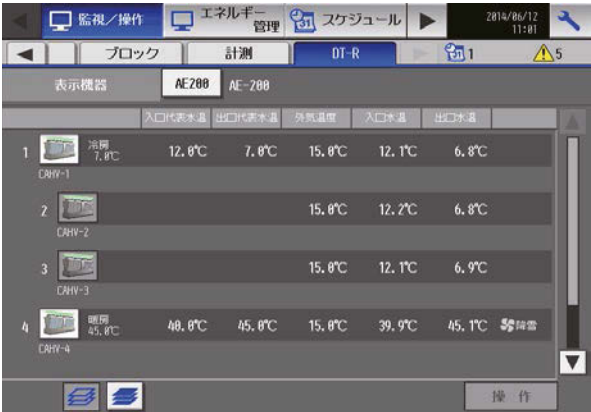 監視／操作 エネルギー管理 スケジュール 2014/06/12 11:01
ブロック 計測 DT-R 1 5
表示機器 AE200 AE-200
入口代表水温 出口代表水温 外気温度 入口水温 出口水温
1 冷房 7.0℃ 12.0℃ 7.0℃ 15.0℃ 12.1℃ 6.8℃
CAHV-1
2 15.0℃ 12.2℃ 6.8℃
CAHV-2
3 15.0℃ 12.1℃ 6.9℃
CAHV-3
4 暖房 45.0℃ 40.0℃ 45.0℃ 15.0℃ 39.9℃ 45.1℃ 降雪
CAHV-4
操作